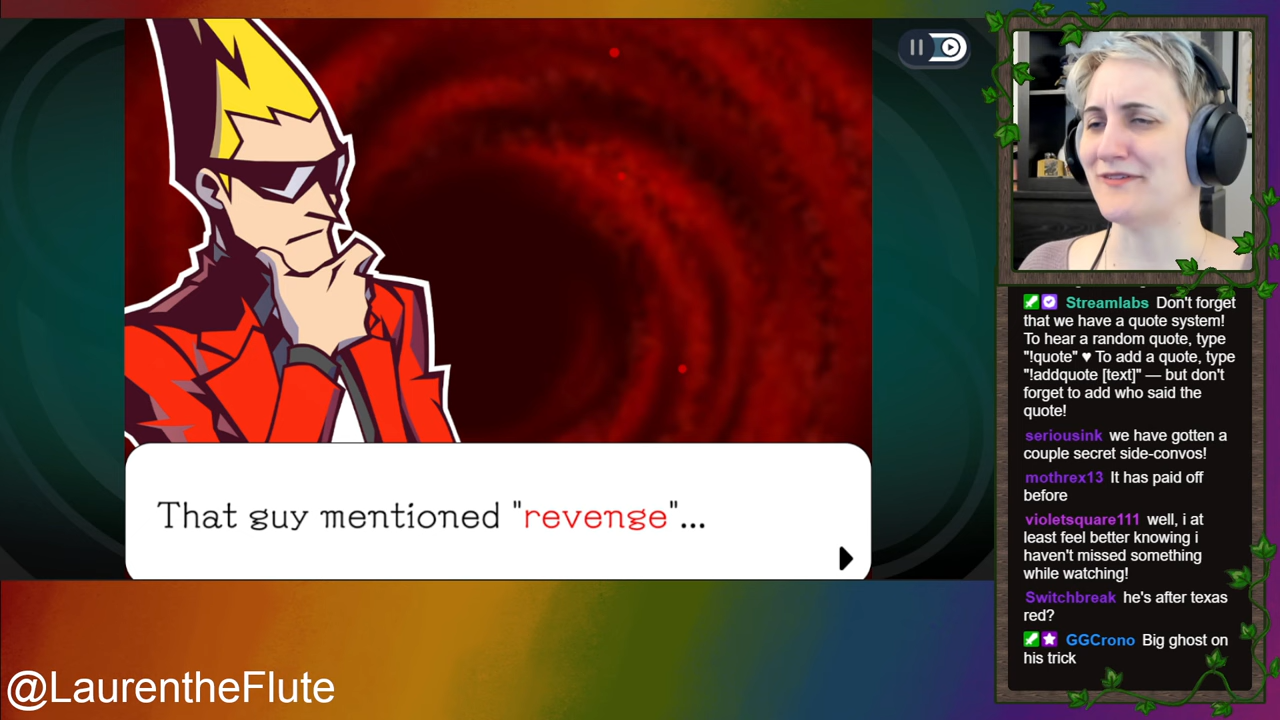 That guy mentioned "revenge"...
Streamlabs Don't forget
that we have a quote system!
To hear a random quote, type
"!quote" ♥ To add a quote, type
"!addquote [text]" — but don't
forget to add who said the
quote!
seriousink we have gotten a
couple secret side-convos!
mothrex13 It has paid off
before
violetsquare111 well, i at
least feel better knowing i
haven't missed something
while watching!
Switchbreak he's after texas
red?
GGCrono Big ghost on
his trick
@LaurentheFlute